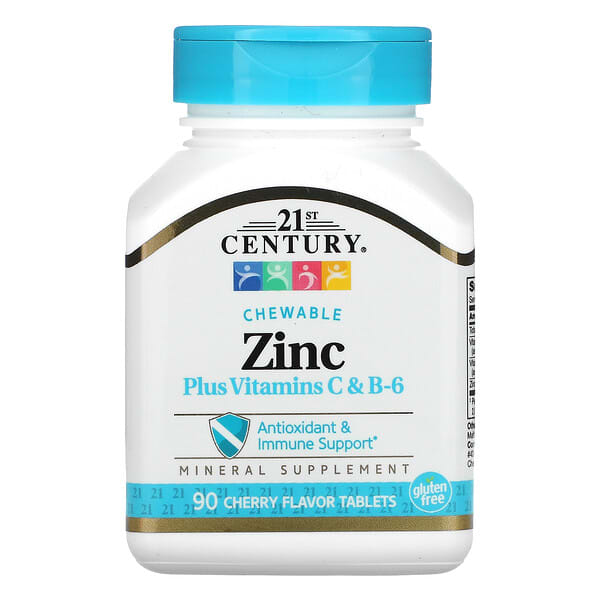 21ST
CENTURY®
CHEWABLE
Zinc
Plus Vitamins C & B-6
Antioxidant &
Immune Support*
MINERAL SUPPLEMENT
90 CHERRY FLAVOR TABLETS
gluten
free